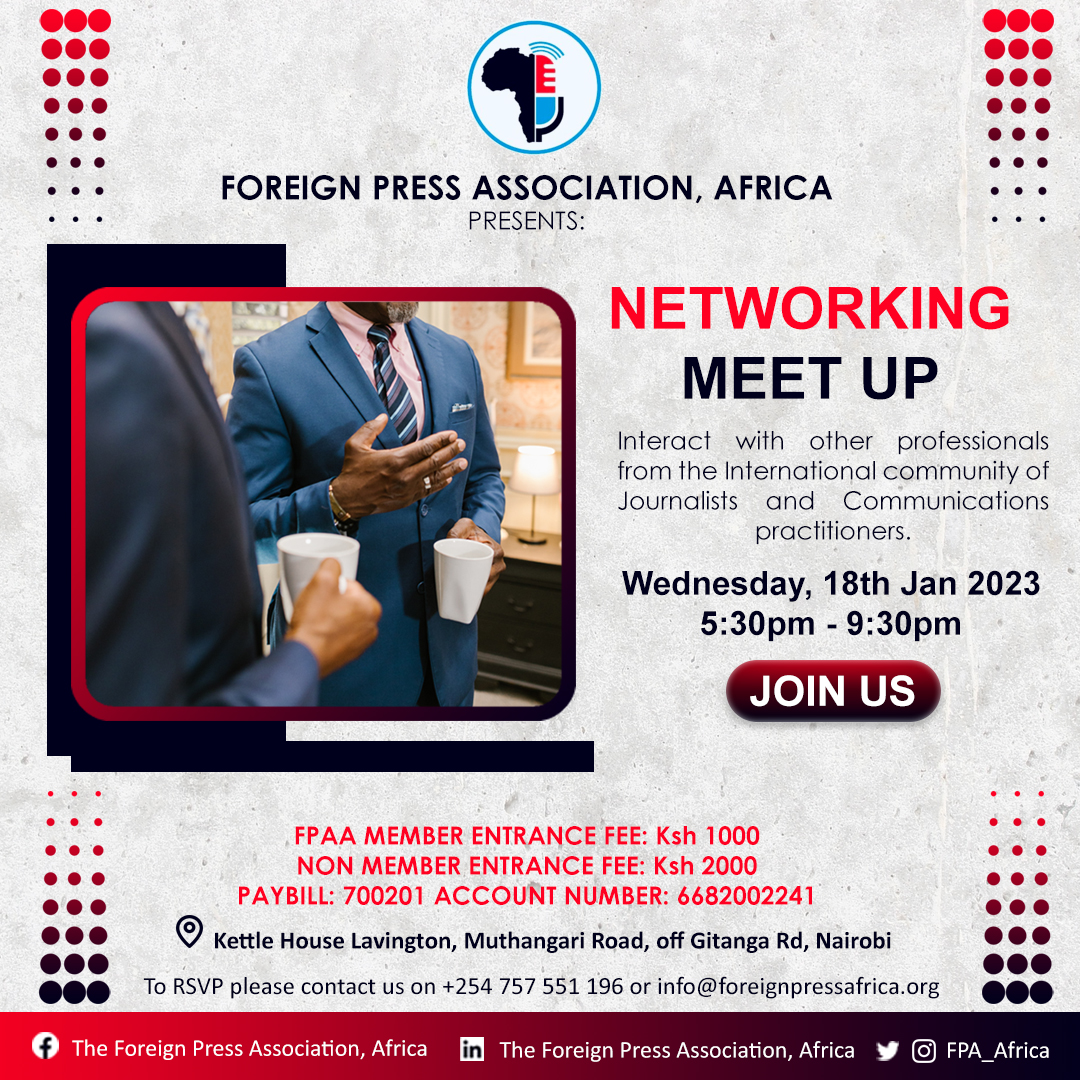 FOREIGN PRESS ASSOCIATION, AFRICA
PRESENTS:
NETWORKING
MEET UP
Interact with other professionals
from the International community of
Journalists and Communications
practitioners.
Wednesday, 18th Jan 2023
5:30pm - 9:30pm
JOIN US
FPAA MEMBER ENTRANCE FEE: Ksh 1000
NON MEMBER ENTRANCE FEE: Ksh 2000
PAYBILL: 700201 ACCOUNT NUMBER: 6682002241
Kettle House Lavington, Muthangari Road, off Gitanga Rd, Nairobi
To RSVP please contact us on +254 757 551 196 or info@foreignpressafrica.org
The Foreign Press Association, Africa
The Foreign Press Association, Africa
FPA_Africa